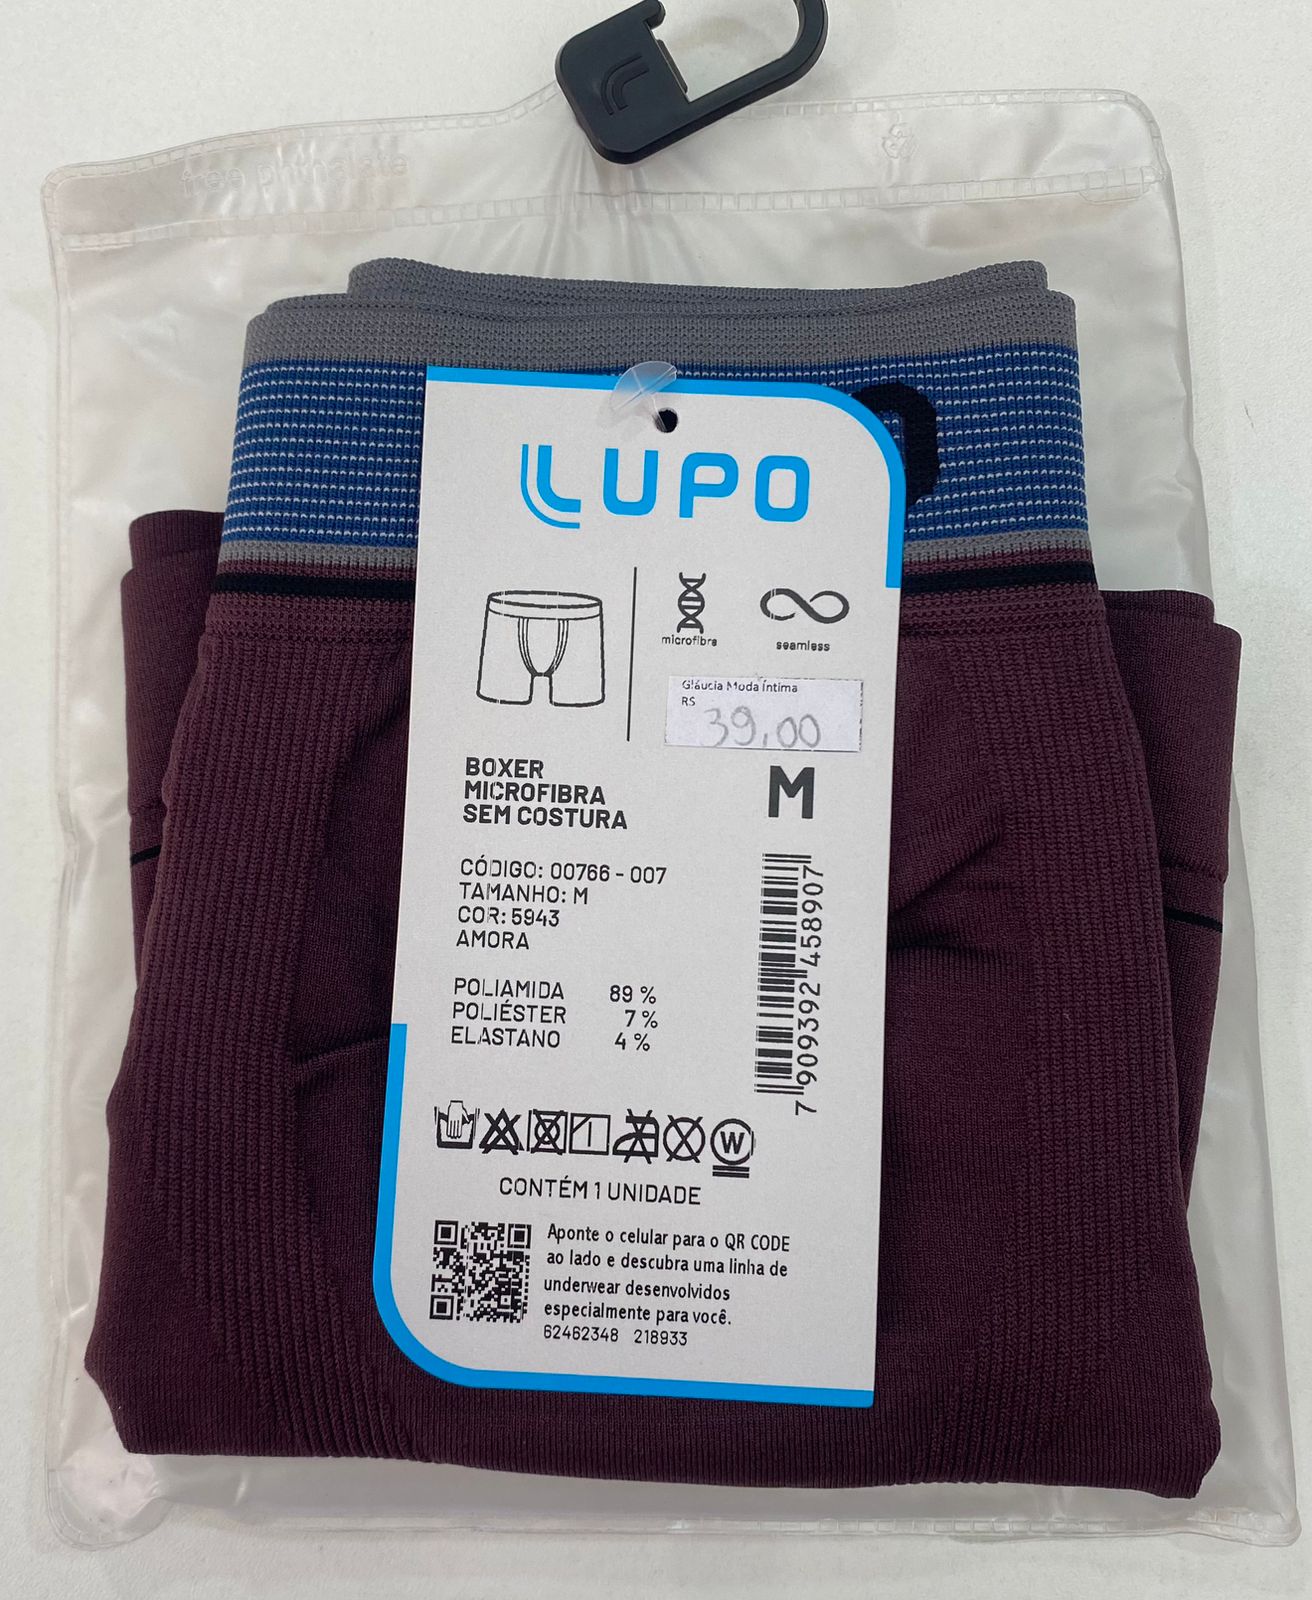 free phthalate
LUPO
microfibra
seamless
Gláucia Moda Íntima
R$
39,00
BOXER
MICROFIBRA
SEM COSTURA
M
CÓDIGO: 00766 - 007
TAMANHO: M
COR: 5943
AMORA
POLIAMIDA 89 %
POLIÉSTER 7 %
ELASTANO 4 %
7 909392 458907
W
CONTÉM 1 UNIDADE
Aponte o celular para o QR CODE
ao lado e descubra uma linha de
underwear desenvolvidos
especialmente para você.
62462348 218933